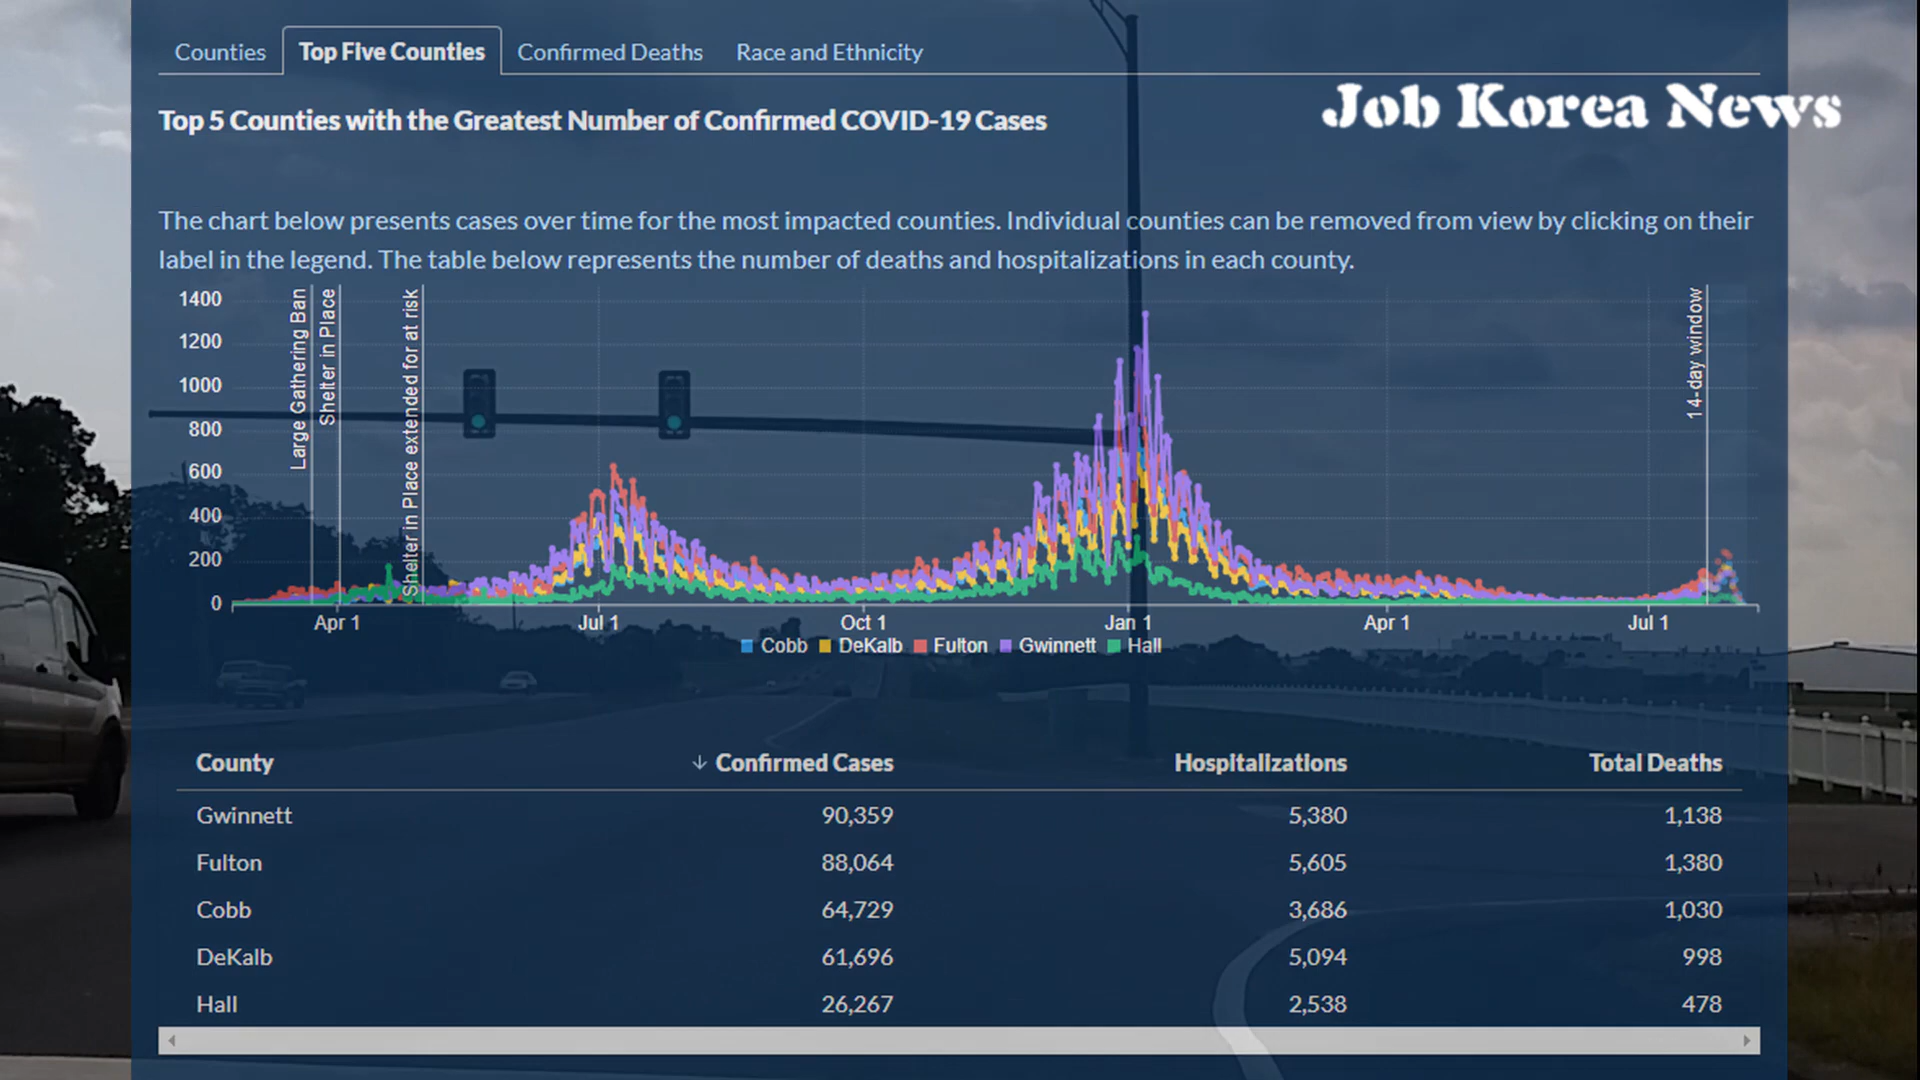 Counties
Top Five Counties
Confirmed Deaths
Race and Ethnicity
Job Korea News
Top 5 Counties with the Greatest Number of Confirmed COVID-19 Cases
The chart below presents cases over time for the most impacted counties. Individual counties can be removed from view by clicking on their
label in the legend. The table below represents the number of deaths and hospitalizations in each county.
1400
1200
1000
800
600
400
200
0
Large Gathering Ban
Shelter in Place
Shelter in Place extended for at risk
14-day window
Apr 1 Jul 1 Oct 1 Jan 1 Apr 1 Jul 1
Cobb DeKalb Fulton Gwinnett Hall
County ↓ Confirmed Cases Hospitalizations Total Deaths
Gwinnett 90,359 5,380 1,138
Fulton 88,064 5,605 1,380
Cobb 64,729 3,686 1,030
DeKalb 61,696 5,094 998
Hall 26,267 2,538 478